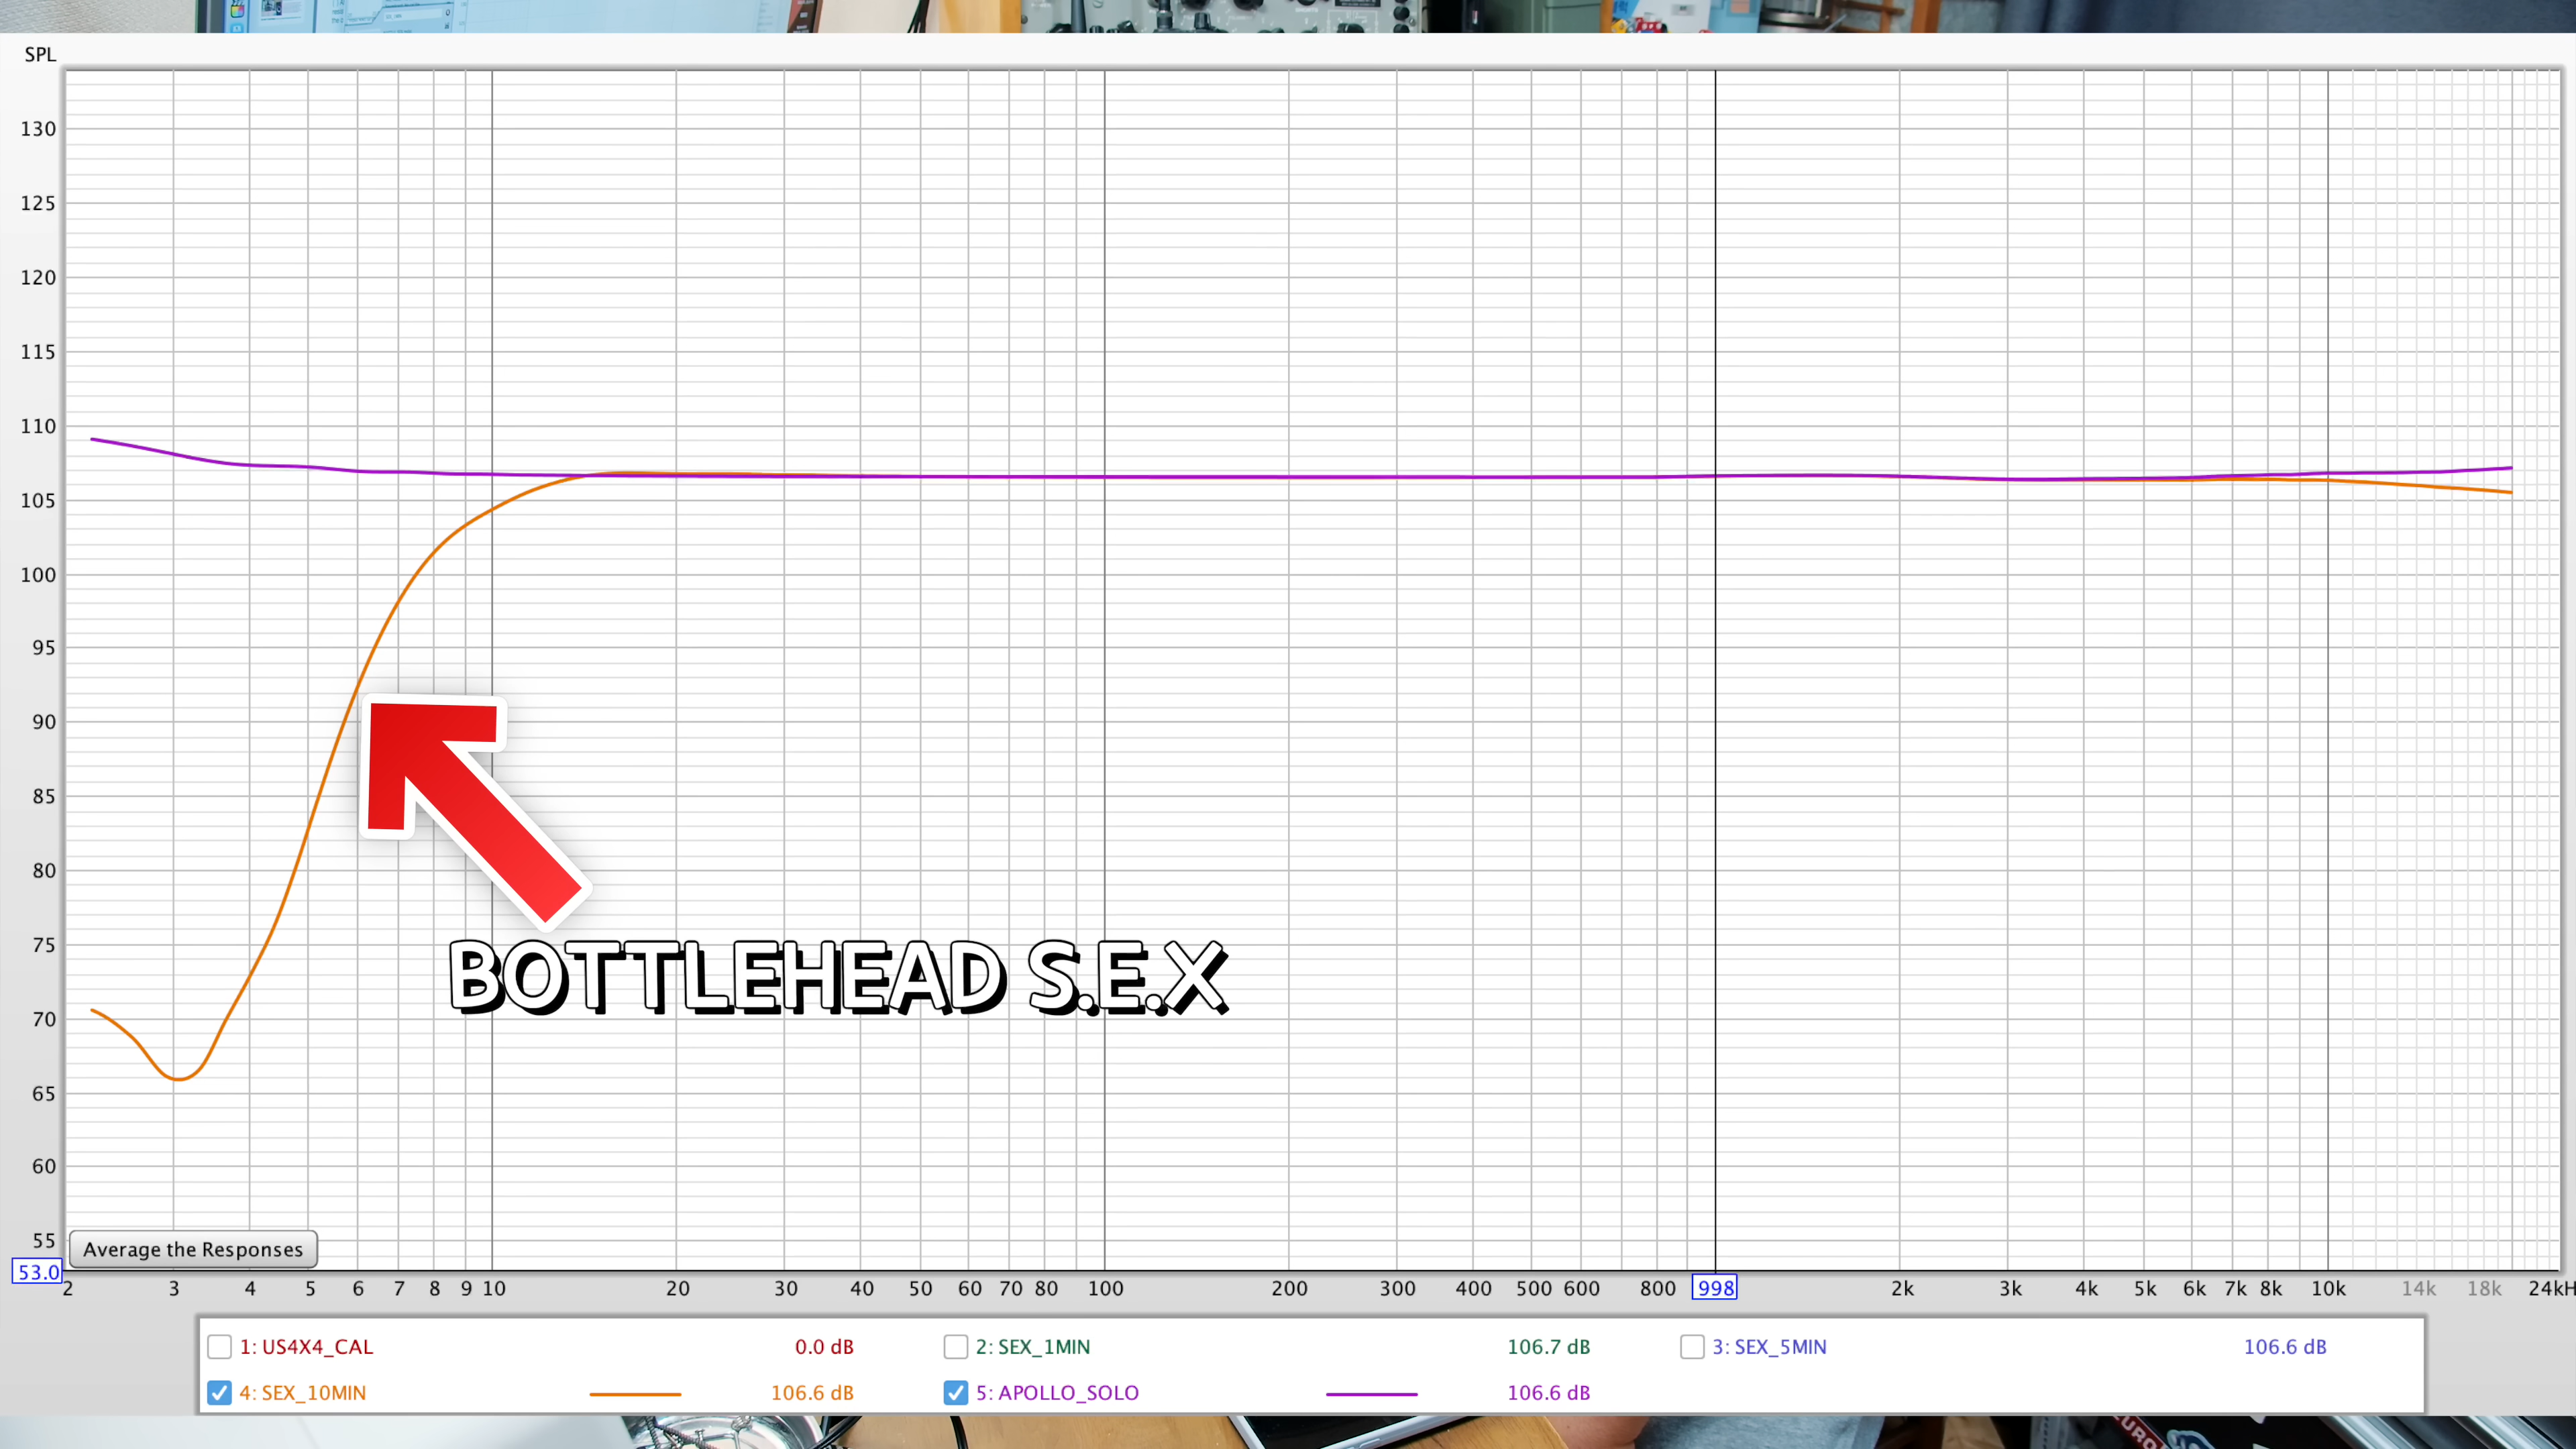 SPL
130
125
120
115
110
105
100
95
90
85
80
75
70
65
60
55
53.0
BOTTLEHEAD S.E.X
Average the Responses
2 3 4 5 6 7 8 9 10 20 30 40 50 60 70 80 100 200 300 400 500 600 800 998 2k 3k 4k 5k 6k 7k 8k 10k 14k 18k 24kH
1: US4X4_CAL 0.0 dB 2: SEX_1MIN 106.7 dB 3: SEX_5MIN 106.6 dB
4: SEX_10MIN 106.6 dB 5: APOLLO_SOLO 106.6 dB